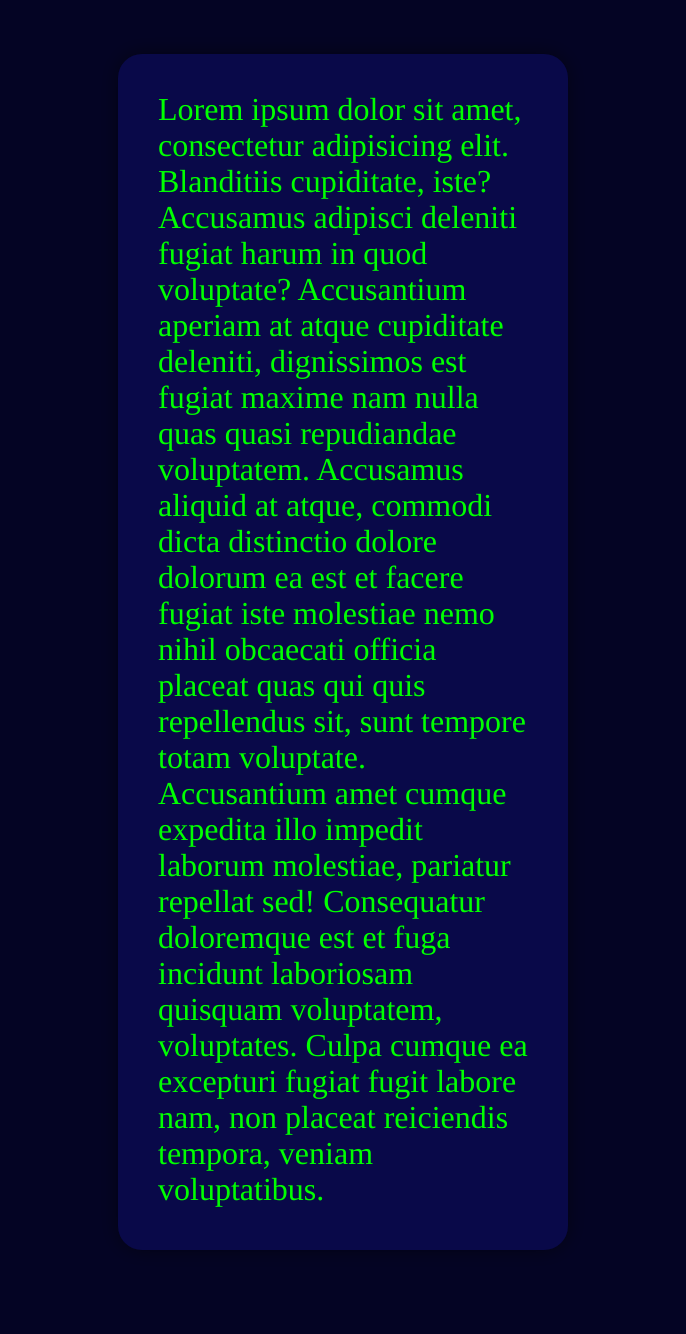 Lorem ipsum dolor sit amet,
consectetur adipisicing elit.
Blanditiis cupiditate, iste?
Accusamus adipisci deleniti
fugiat harum in quod
voluptate? Accusantium
aperiam at atque cupiditate
deleniti, dignissimos est
fugiat maxime nam nulla
quas quasi repudiandae
voluptatem. Accusamus
aliquid at atque, commodi
dicta distinctio dolore
dolorum ea est et facere
fugiat iste molestiae nemo
nihil obcaecati officia
placeat quas qui quis
repellendus sit, sunt tempore
totam voluptate.
Accusantium amet cumque
expedita illo impedit
laborum molestiae, pariatur
repellat sed! Consequatur
doloremque est et fuga
incidunt laboriosam
quisquam voluptatem,
voluptates. Culpa cumque ea
excepturi fugiat fugit labore
nam, non placeat reiciendis
tempora, veniam
voluptatibus.